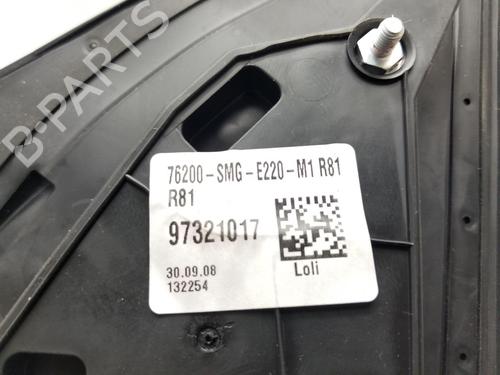 B-PARTS
76200-SMG-E220-M1 R81
R81
97321017
30.09.08
132254
Loli